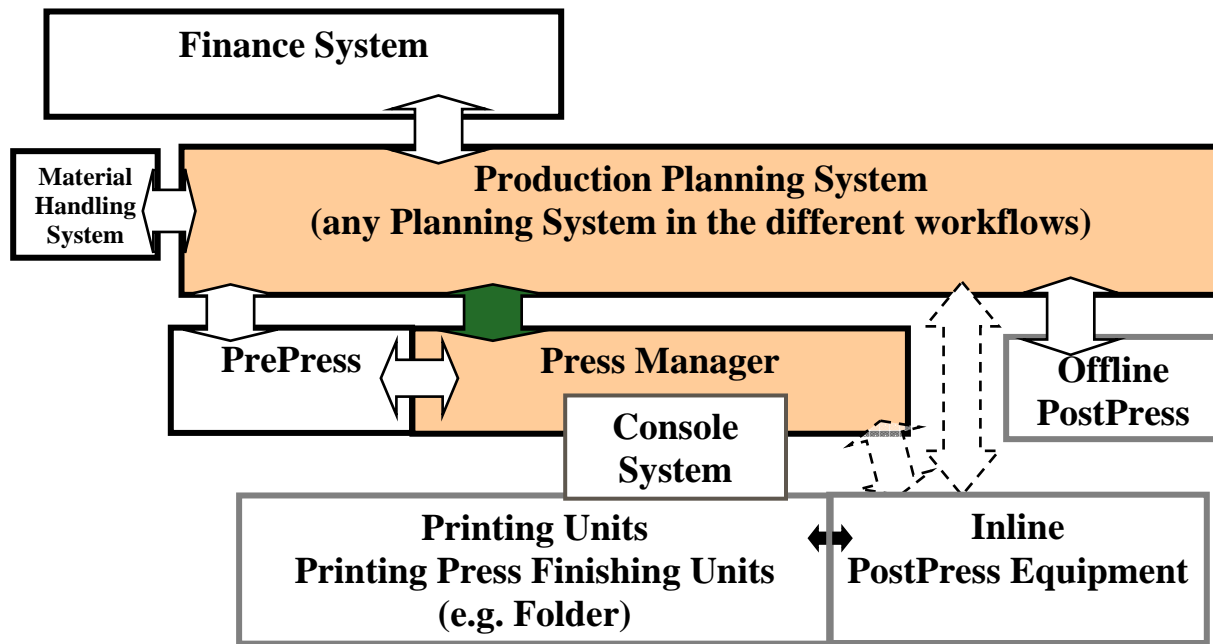 Finance System
Material
Handling
System
Production Planning System
(any Planning System in the different workflows)
PrePress
Press Manager
Offline
PostPress
Console
System
Printing Units
Printing Press Finishing Units
(e.g. Folder)
Inline
PostPress Equipment